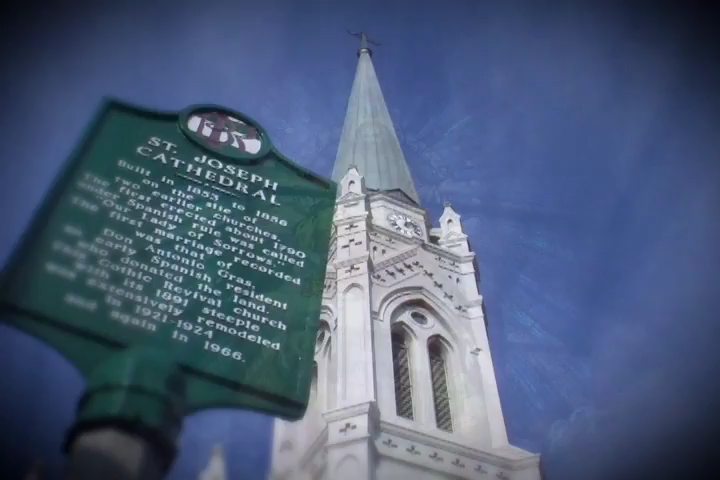 ST. JOSEPH
CATHEDRAL
Built in 1853 to 1856
on the site of
two earlier churches.
The first erected about 1790
under Spanish rule was called
"Our Lady of Sorrows".
The first marriage recorded
was that of
Don Antonio Gras,
early Spanish resident
who donated the land.
This Gothic Revival church
with its 1891 steeple
was extensively remodeled
in 1921-1924
and again in 1966.